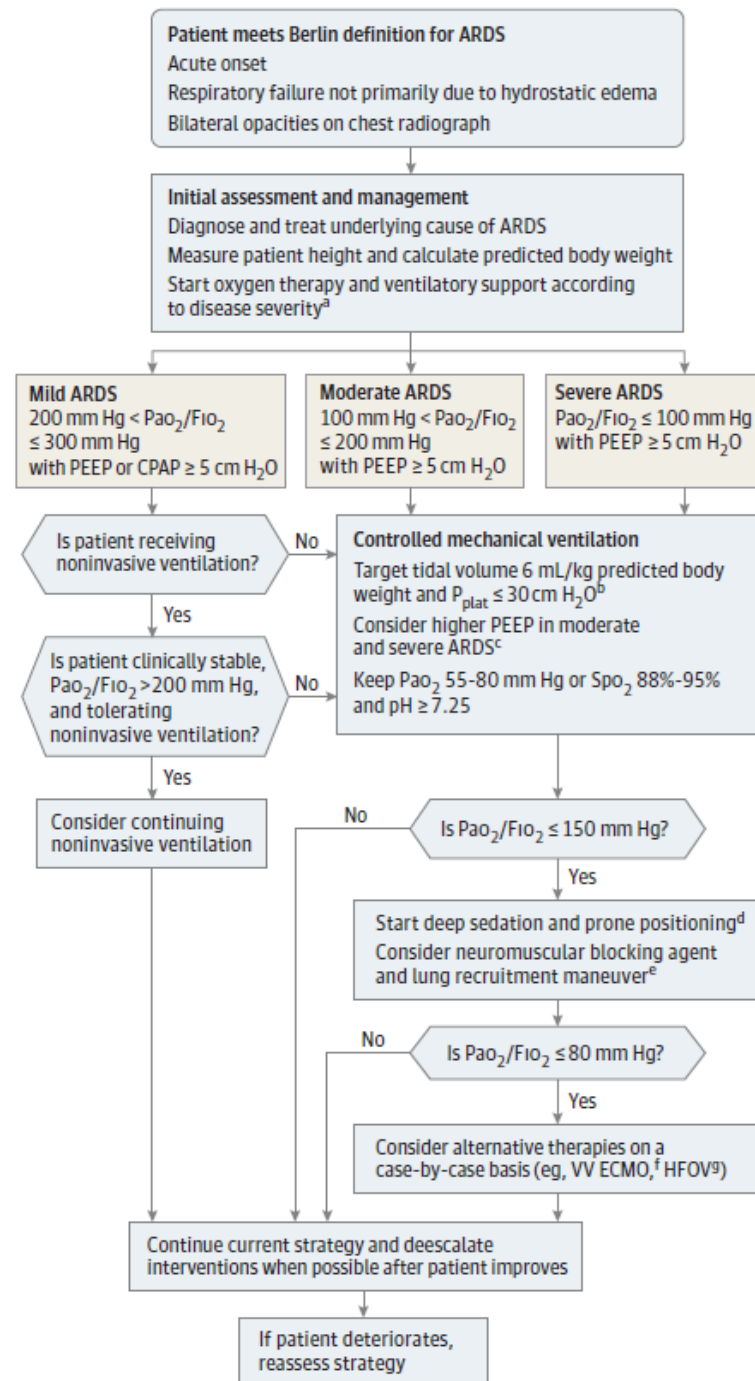 Patient meets Berlin definition for ARDS
Acute onset
Respiratory failure not primarily due to hydrostatic edema
Bilateral opacities on chest radiograph
Initial assessment and management
Diagnose and treat underlying cause of ARDS
Measure patient height and calculate predicted body weight
Start oxygen therapy and ventilatory support according
to disease severityᵃ
Mild ARDS
200 mm Hg < PaO₂/FIO₂
≤ 300 mm Hg
with PEEP or CPAP ≥ 5 cm H₂O
Moderate ARDS
100 mm Hg < PaO₂/FIO₂
≤ 200 mm Hg
with PEEP ≥ 5 cm H₂O
Severe ARDS
PaO₂/FIO₂ ≤ 100 mm Hg
with PEEP ≥ 5 cm H₂O
Is patient receiving
noninvasive ventilation?
No
Yes
Is patient clinically stable,
PaO₂/FIO₂ >200 mm Hg,
and tolerating
noninvasive ventilation?
No
Yes
Consider continuing
noninvasive ventilation
Controlled mechanical ventilation
Target tidal volume 6 mL/kg predicted body
weight and Pplat ≤ 30 cm H₂Oᵇ
Consider higher PEEP in moderate
and severe ARDSᶜ
Keep PaO₂ 55-80 mm Hg or SpO₂ 88%-95%
and pH ≥ 7.25
Is PaO₂/FIO₂ ≤ 150 mm Hg?
No
Yes
Start deep sedation and prone positioningᵈ
Consider neuromuscular blocking agent
and lung recruitment maneuverᵉ
Is PaO₂/FIO₂ ≤ 80 mm Hg?
No
Yes
Consider alternative therapies on a
case-by-case basis (eg, VV ECMO,ᶠ HFOVᵍ)
Continue current strategy and deescalate
interventions when possible after patient improves
If patient deteriorates,
reassess strategy